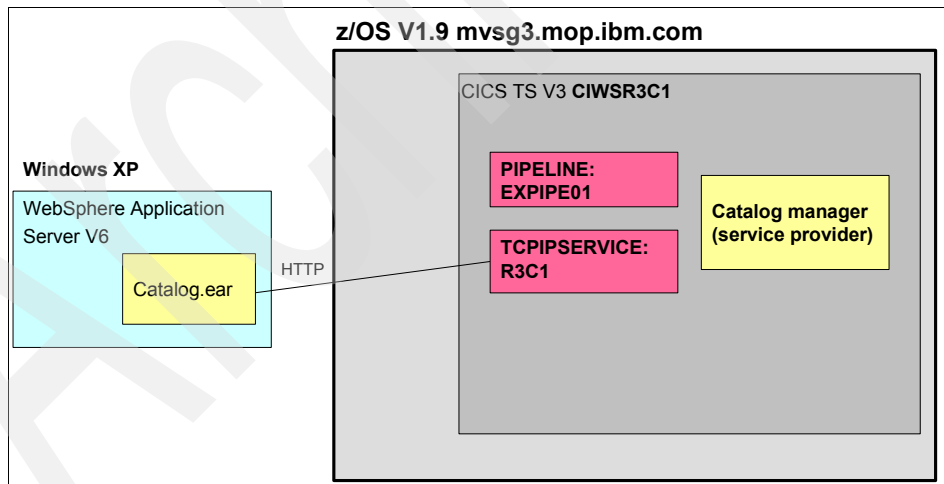 z/OS V1.9 mvsg3.mop.ibm.com
CICS TS V3 CIWSR3C1
Windows XP
WebSphere Application
Server V6
Catalog.ear
HTTP
PIPELINE:
EXPIPE01
TCPIPSERVICE:
R3C1
Catalog manager
(service provider)